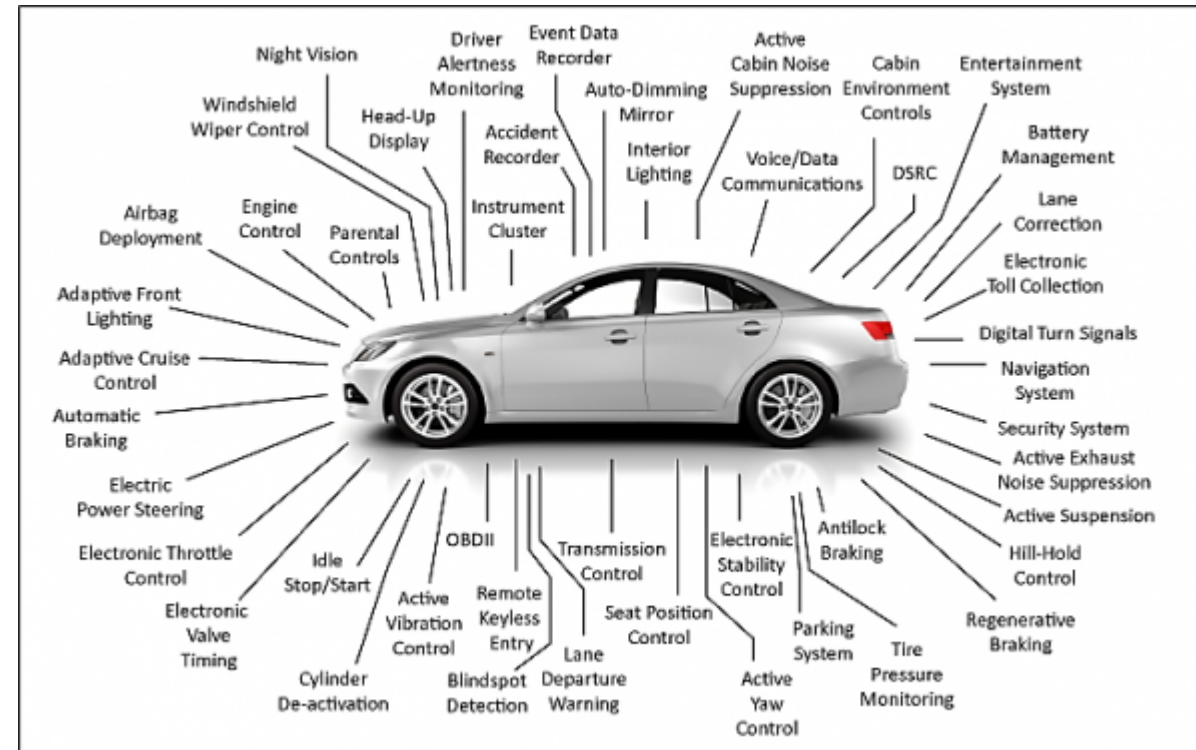 Night Vision
Driver
Alertness
Monitoring
Event Data
Recorder
Active
Cabin Noise
Suppression
Cabin
Environment
Controls
Entertainment
System
Windshield
Wiper Control
Head-Up
Display
Accident
Recorder
Auto-Dimming
Mirror
Interior
Lighting
Voice/Data
Communications
DSRC
Battery
Management
Airbag
Deployment
Engine
Control
Parental
Controls
Instrument
Cluster
Lane
Correction
Electronic
Toll Collection
Adaptive Front
Lighting
Digital Turn Signals
Adaptive Cruise
Control
Navigation
System
Automatic
Braking
Security System
Electric
Power Steering
Active Exhaust
Noise Suppression
Active Suspension
Electronic Throttle
Control
Idle
Stop/Start
OBDII
Transmission
Control
Electronic
Stability
Control
Antilock
Braking
Hill-Hold
Control
Electronic
Valve
Timing
Active
Vibration
Control
Remote
Keyless
Entry
Seat Position
Control
Parking
System
Regenerative
Braking
Cylinder
De-activation
Blindspot
Detection
Lane
Departure
Warning
Active
Yaw
Control
Tire
Pressure
Monitoring